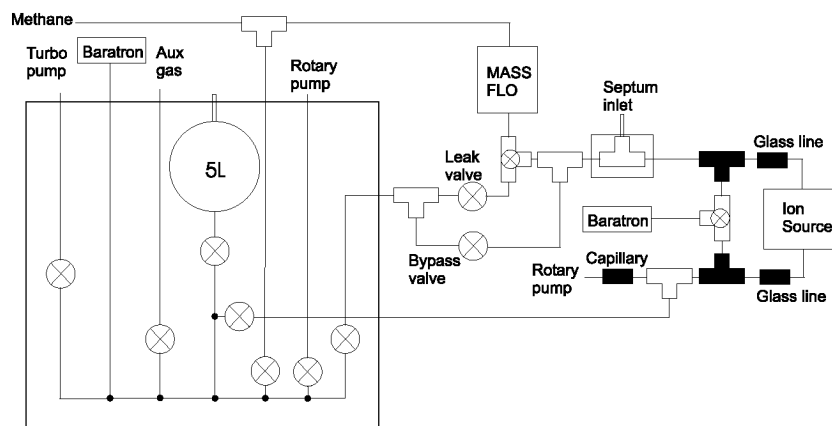 Methane
Turbo
pump
Baratron
Aux
gas
Rotary
pump
MASS
FLO
Septum
inlet
Glass line
5L
Leak
valve
Baratron
Ion
Source
Bypass
valve
Rotary
pump
Capillary
Glass line